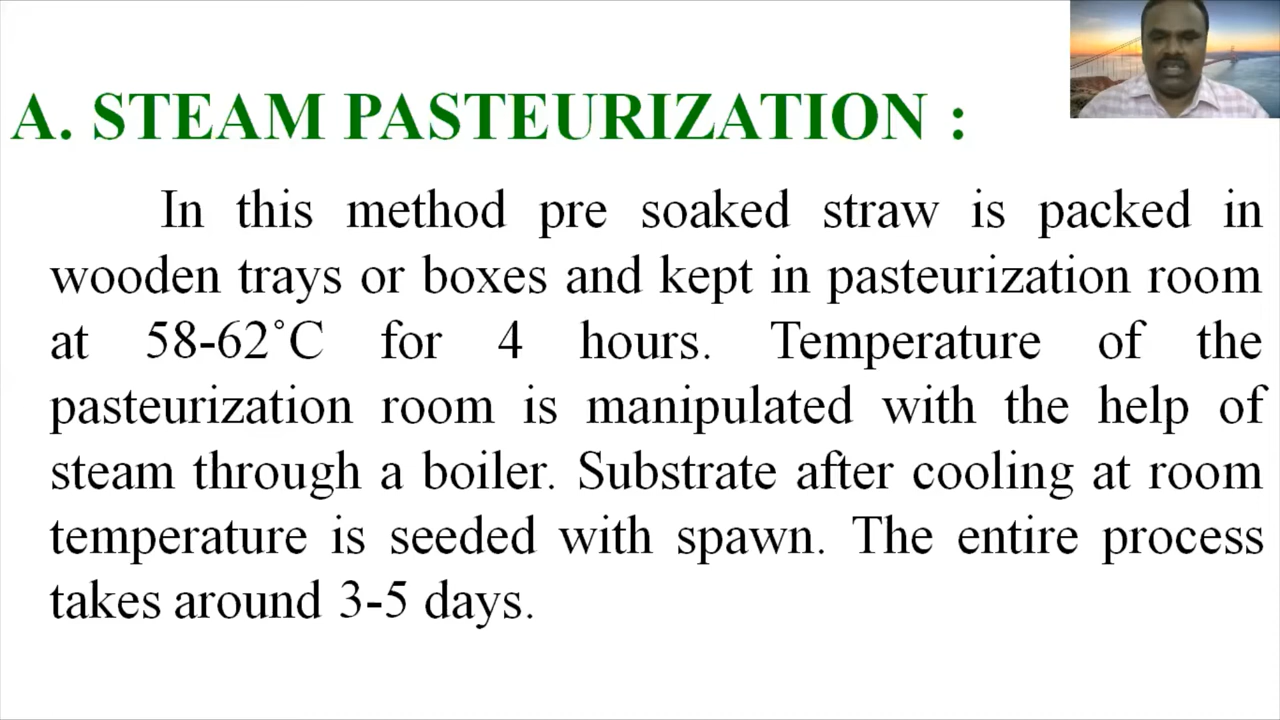 A. STEAM PASTEURIZATION :
In this method pre soaked straw is packed in
wooden trays or boxes and kept in pasteurization room
at 58-62˚C for 4 hours. Temperature of the
pasteurization room is manipulated with the help of
steam through a boiler. Substrate after cooling at room
temperature is seeded with spawn. The entire process
takes around 3-5 days.